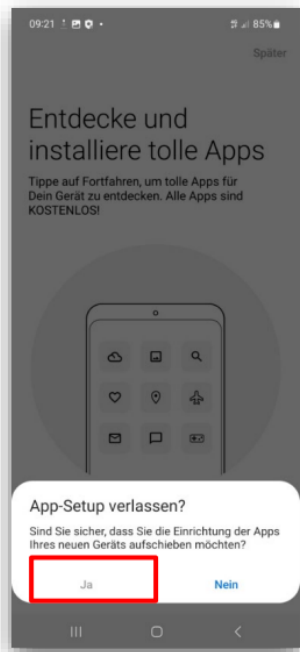 09:21
85%
Später
Entdecke und
installiere tolle Apps
Tippe auf Fortfahren, um tolle Apps für
Dein Gerät zu entdecken. Alle Apps sind
KOSTENLOS!
App-Setup verlassen?
Sind Sie sicher, dass Sie die Einrichtung der Apps
Ihres neuen Geräts aufschieben möchten?
Ja
Nein